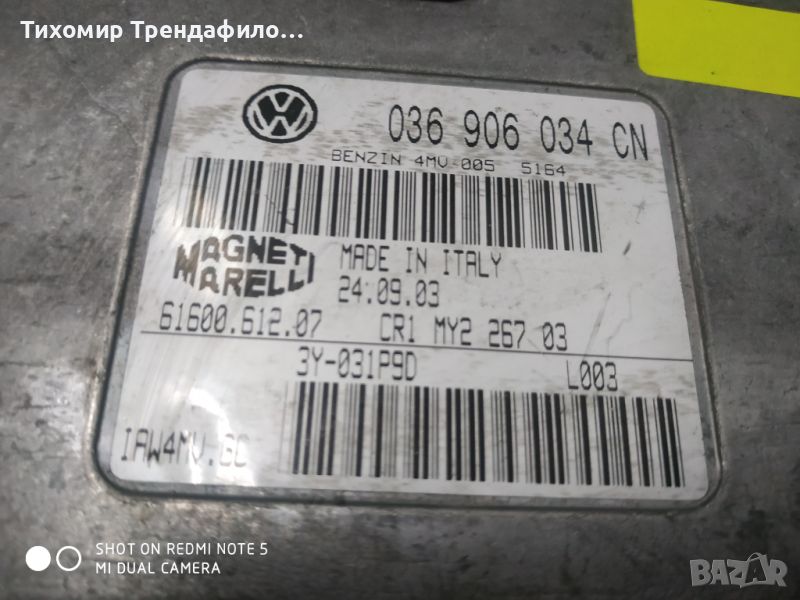 Тихомир Трендафило...
VW
036 906 034 CN
BENZIN 4MV 005 5164
MAGNETI MARELLI
MADE IN ITALY
24.09.03
61600.612.07 CR1 MY2 267 03
3Y-031P9D L003
IAW4MV.GC
SHOT ON REDMI NOTE 5
MI DUAL CAMERA
BAZAR